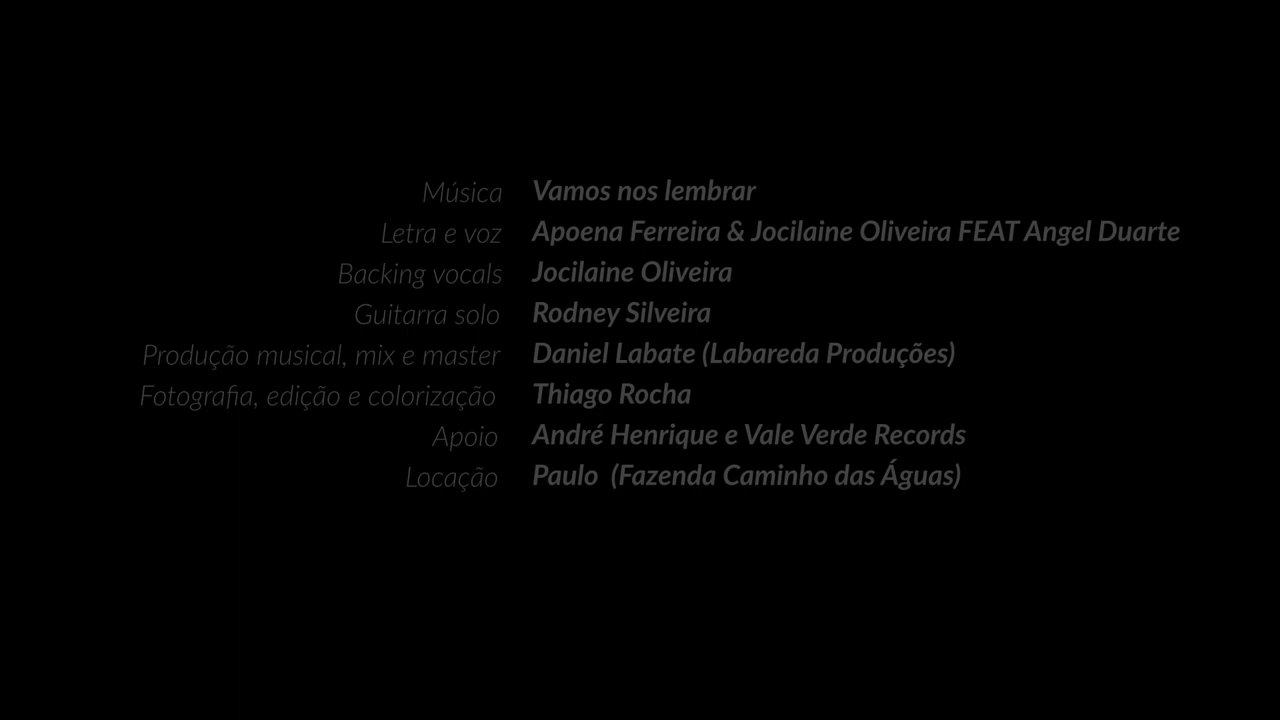 Música Vamos nos lembrar
Letra e voz Apoena Ferreira & Jocilaine Oliveira FEAT Angel Duarte
Backing vocals Jocilaine Oliveira
Guitarra solo Rodney Silveira
Produção musical, mix e master Daniel Labate (Labareda Produções)
Fotografia, edição e colorização Thiago Rocha
Apoio André Henrique e Vale Verde Records
Locação Paulo (Fazenda Caminho das Águas)